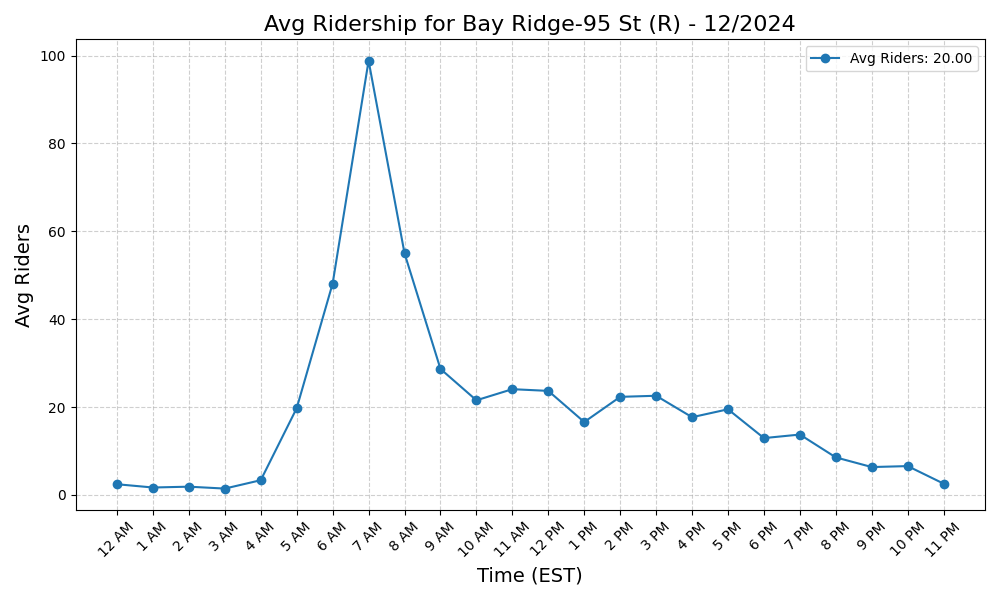 Avg Ridership for Bay Ridge-95 St (R) - 12/2024
Avg Riders: 20.00
Avg Riders
100
80
60
40
20
0
12 AM
1 AM
2 AM
3 AM
4 AM
5 AM
6 AM
7 AM
8 AM
9 AM
10 AM
11 AM
12 PM
1 PM
2 PM
3 PM
4 PM
5 PM
6 PM
7 PM
8 PM
9 PM
10 PM
11 PM
Time (EST)